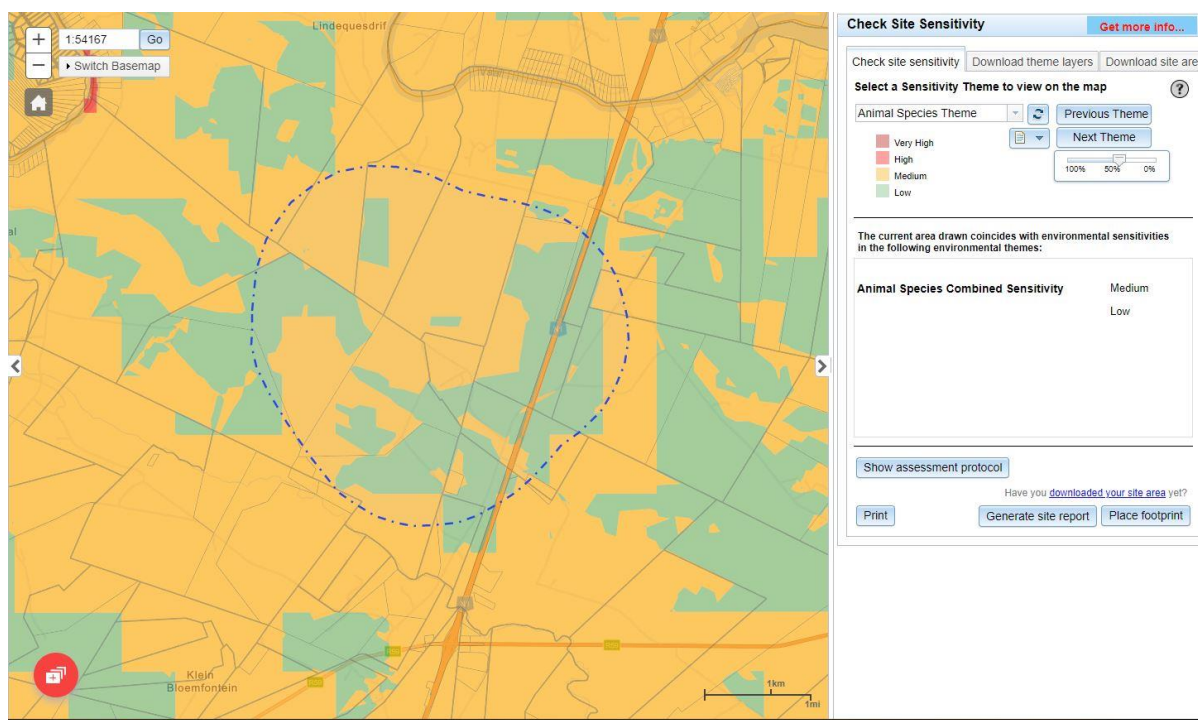 Lindequesdrif
+
1:54167
Go
−
Switch Basemap
al
N1
N1
N1
Klein
Bloemfontein
1km
1mi
Check Site Sensitivity
Get more info...
Check site sensitivity
Download theme layers
Download site are
Select a Sensitivity Theme to view on the map
?
Animal Species Theme
Previous Theme
Next Theme
Very High
High
Medium
Low
100%
50%
0%
The current area drawn coincides with environmental sensitivities
in the following environmental themes:
Animal Species Combined Sensitivity
Medium
Low
Show assessment protocol
Have you downloaded your site area yet?
Print
Generate site report
Place footprint